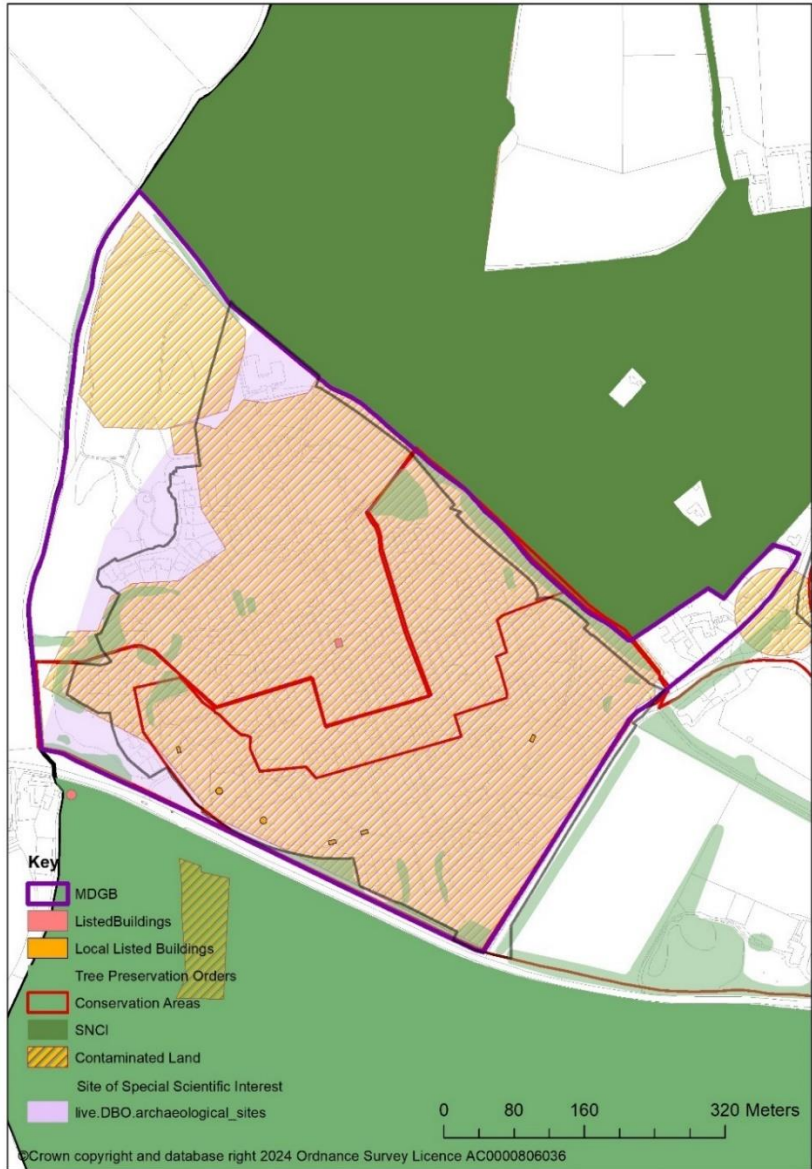 Key
MDGB
ListedBuildings
Local Listed Buildings
Tree Preservation Orders
Conservation Areas
SNCI
Contaminated Land
Site of Special Scientific Interest
live.DBO.archaeological_sites
0 80 160 320 Meters
©Crown copyright and database right 2024 Ordnance Survey Licence AC0000806036